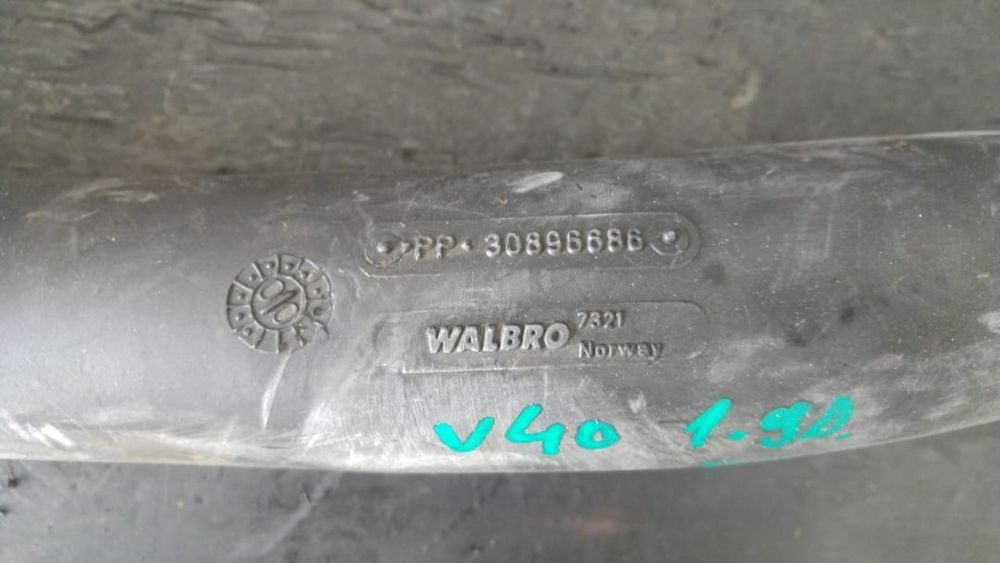 >PP< 30896686
WALBRO 7321
Norway
V40 1.9D.